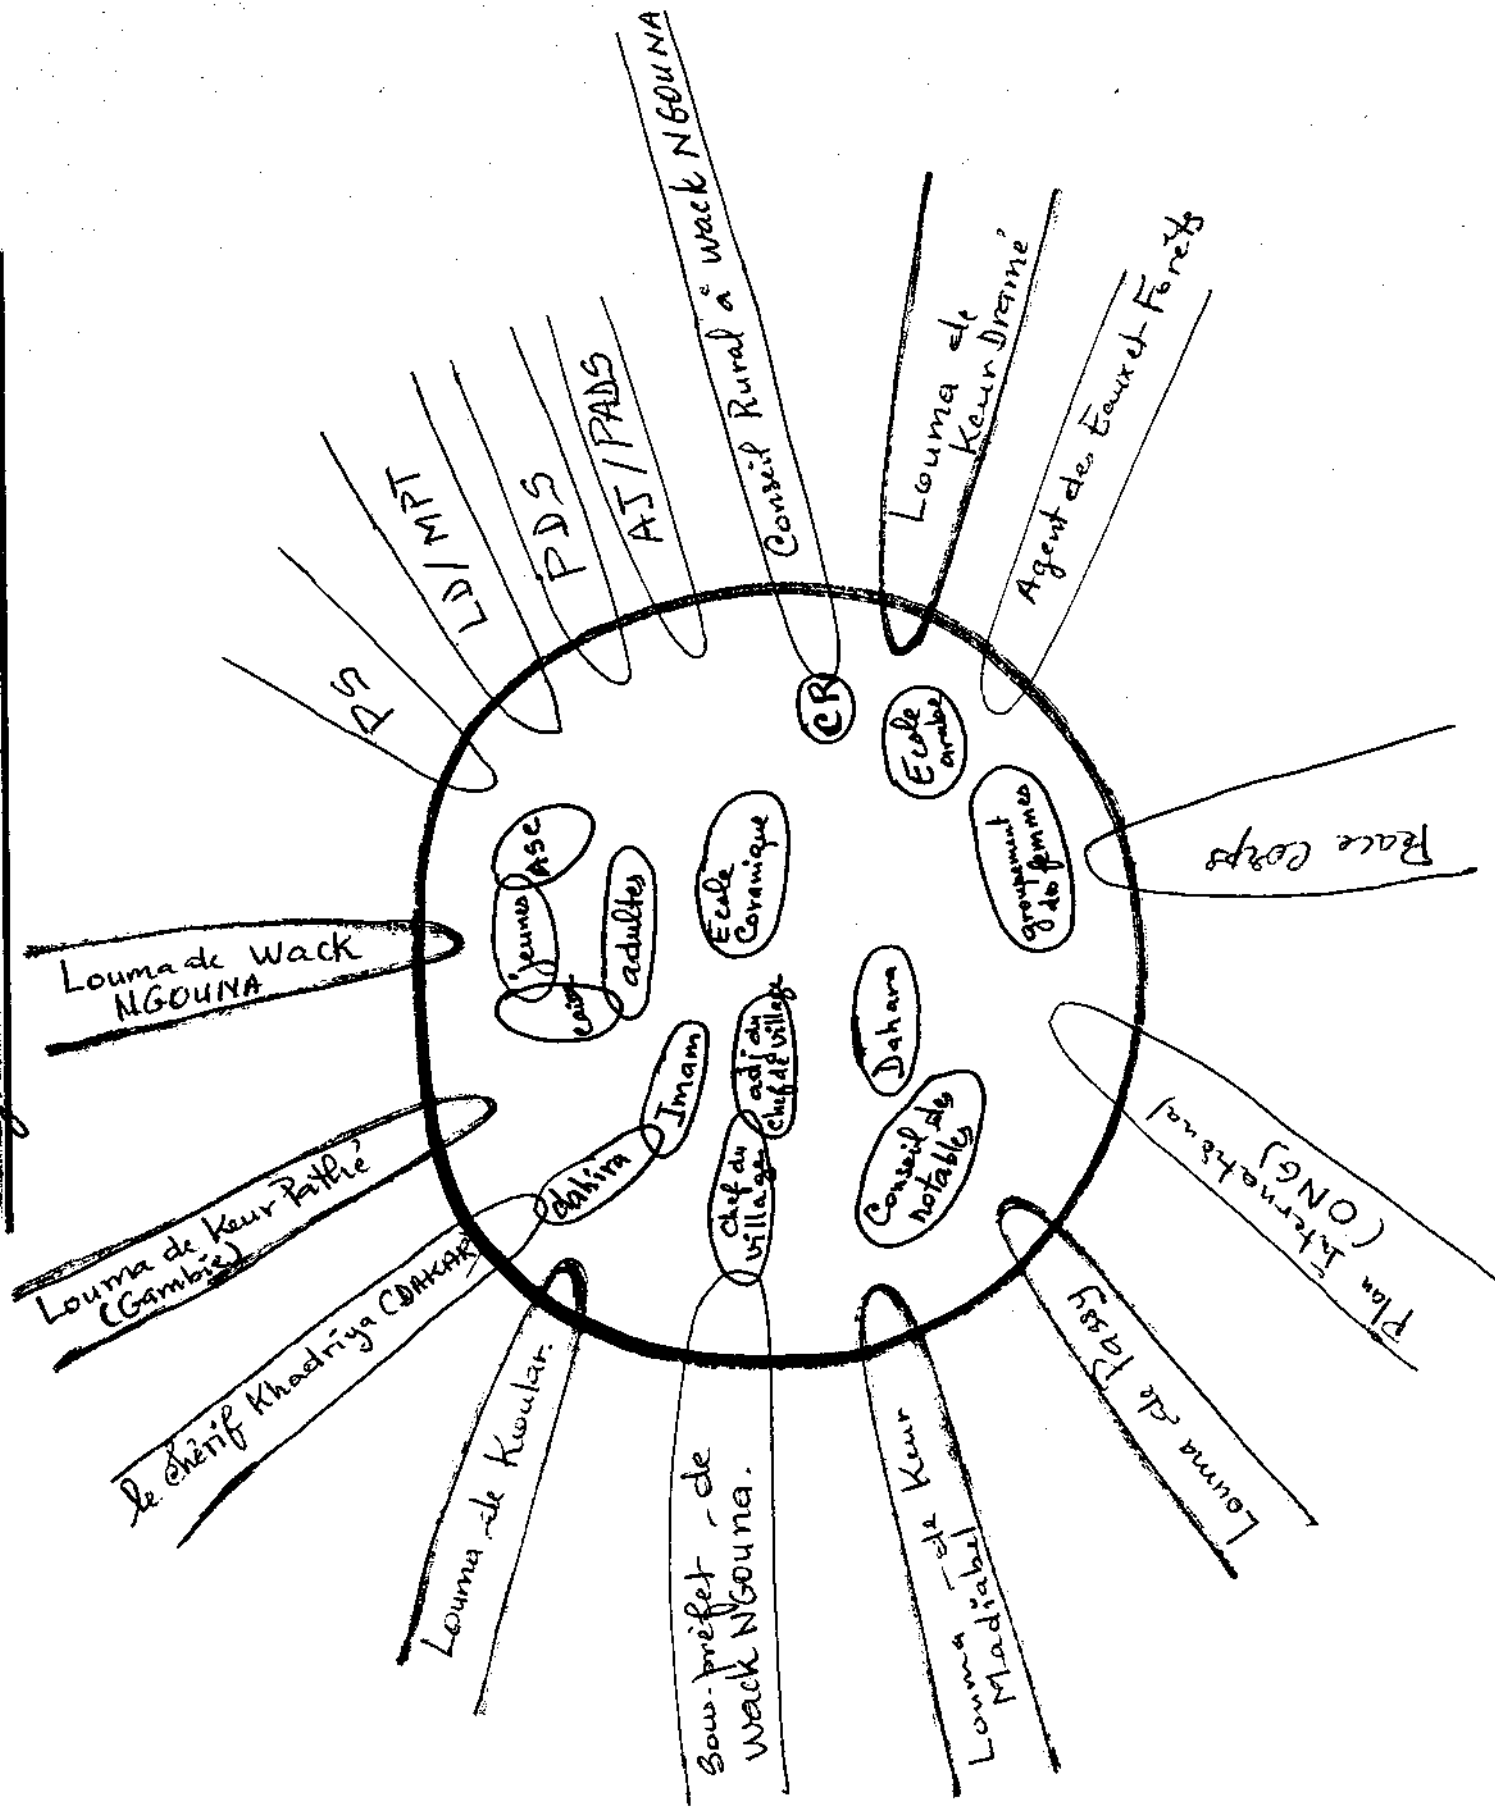 Conseil Rural à wack NGOUNA
Louma de
Keur Dramé
Agent des Eaux et Forêts
Peace Corps
Plan international
(ONG)
Louma de Passy
Louma de Keur
Madiabel
Sous-préfet de
wack NGouna.
Louma de Koular.
le chérif Khadriya (DAKAR)
Louma de Keur Pathé
(Gambie)
Louma de Wack
NGOUNA
PS
LD/MPT
PDS
AJ/PADS
CR
Ecole
arabe
groupement
des femmes
Ecole
Coranique
ASC
jeunes
adultes
Imam
dahira
adj du
chef de village
chef du
village
Dahara
Conseil des
notables